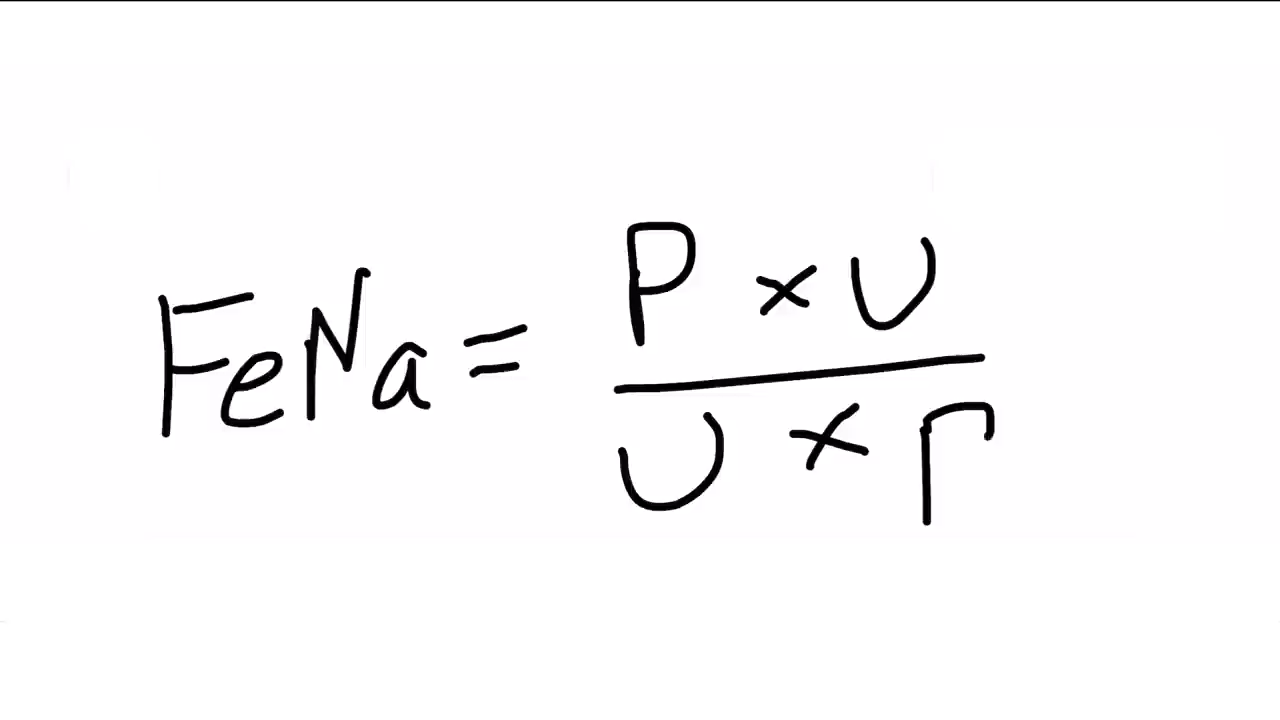 FeNa = P × U
U × P